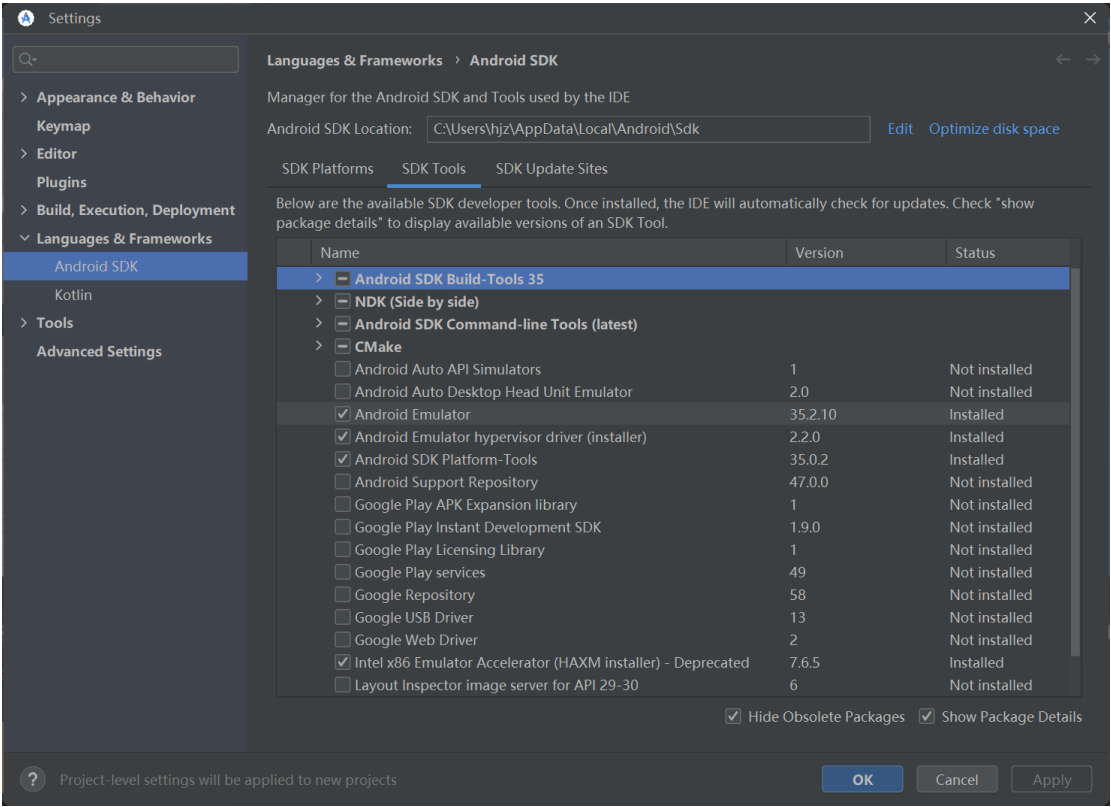 Settings
Languages & Frameworks › Android SDK
Appearance & Behavior
Keymap
Editor
Plugins
Build, Execution, Deployment
Languages & Frameworks
Android SDK
Kotlin
Tools
Advanced Settings
Manager for the Android SDK and Tools used by the IDE
Android SDK Location: C:\Users\hjz\AppData\Local\Android\Sdk Edit Optimize disk space
SDK Platforms SDK Tools SDK Update Sites
Below are the available SDK developer tools. Once installed, the IDE will automatically check for updates. Check "show
package details" to display available versions of an SDK Tool.
Name Version Status
Android SDK Build-Tools 35
NDK (Side by side)
Android SDK Command-line Tools (latest)
CMake
Android Auto API Simulators 1 Not installed
Android Auto Desktop Head Unit Emulator 2.0 Not installed
Android Emulator 35.2.10 Installed
Android Emulator hypervisor driver (installer) 2.2.0 Installed
Android SDK Platform-Tools 35.0.2 Installed
Android Support Repository 47.0.0 Not installed
Google Play APK Expansion library 1 Not installed
Google Play Instant Development SDK 1.9.0 Not installed
Google Play Licensing Library 1 Not installed
Google Play services 49 Not installed
Google Repository 58 Not installed
Google USB Driver 13 Not installed
Google Web Driver 2 Not installed
Intel x86 Emulator Accelerator (HAXM installer) - Deprecated 7.6.5 Installed
Layout Inspector image server for API 29-30 6 Not installed
Hide Obsolete Packages Show Package Details
? Project-level settings will be applied to new projects
OK Cancel Apply